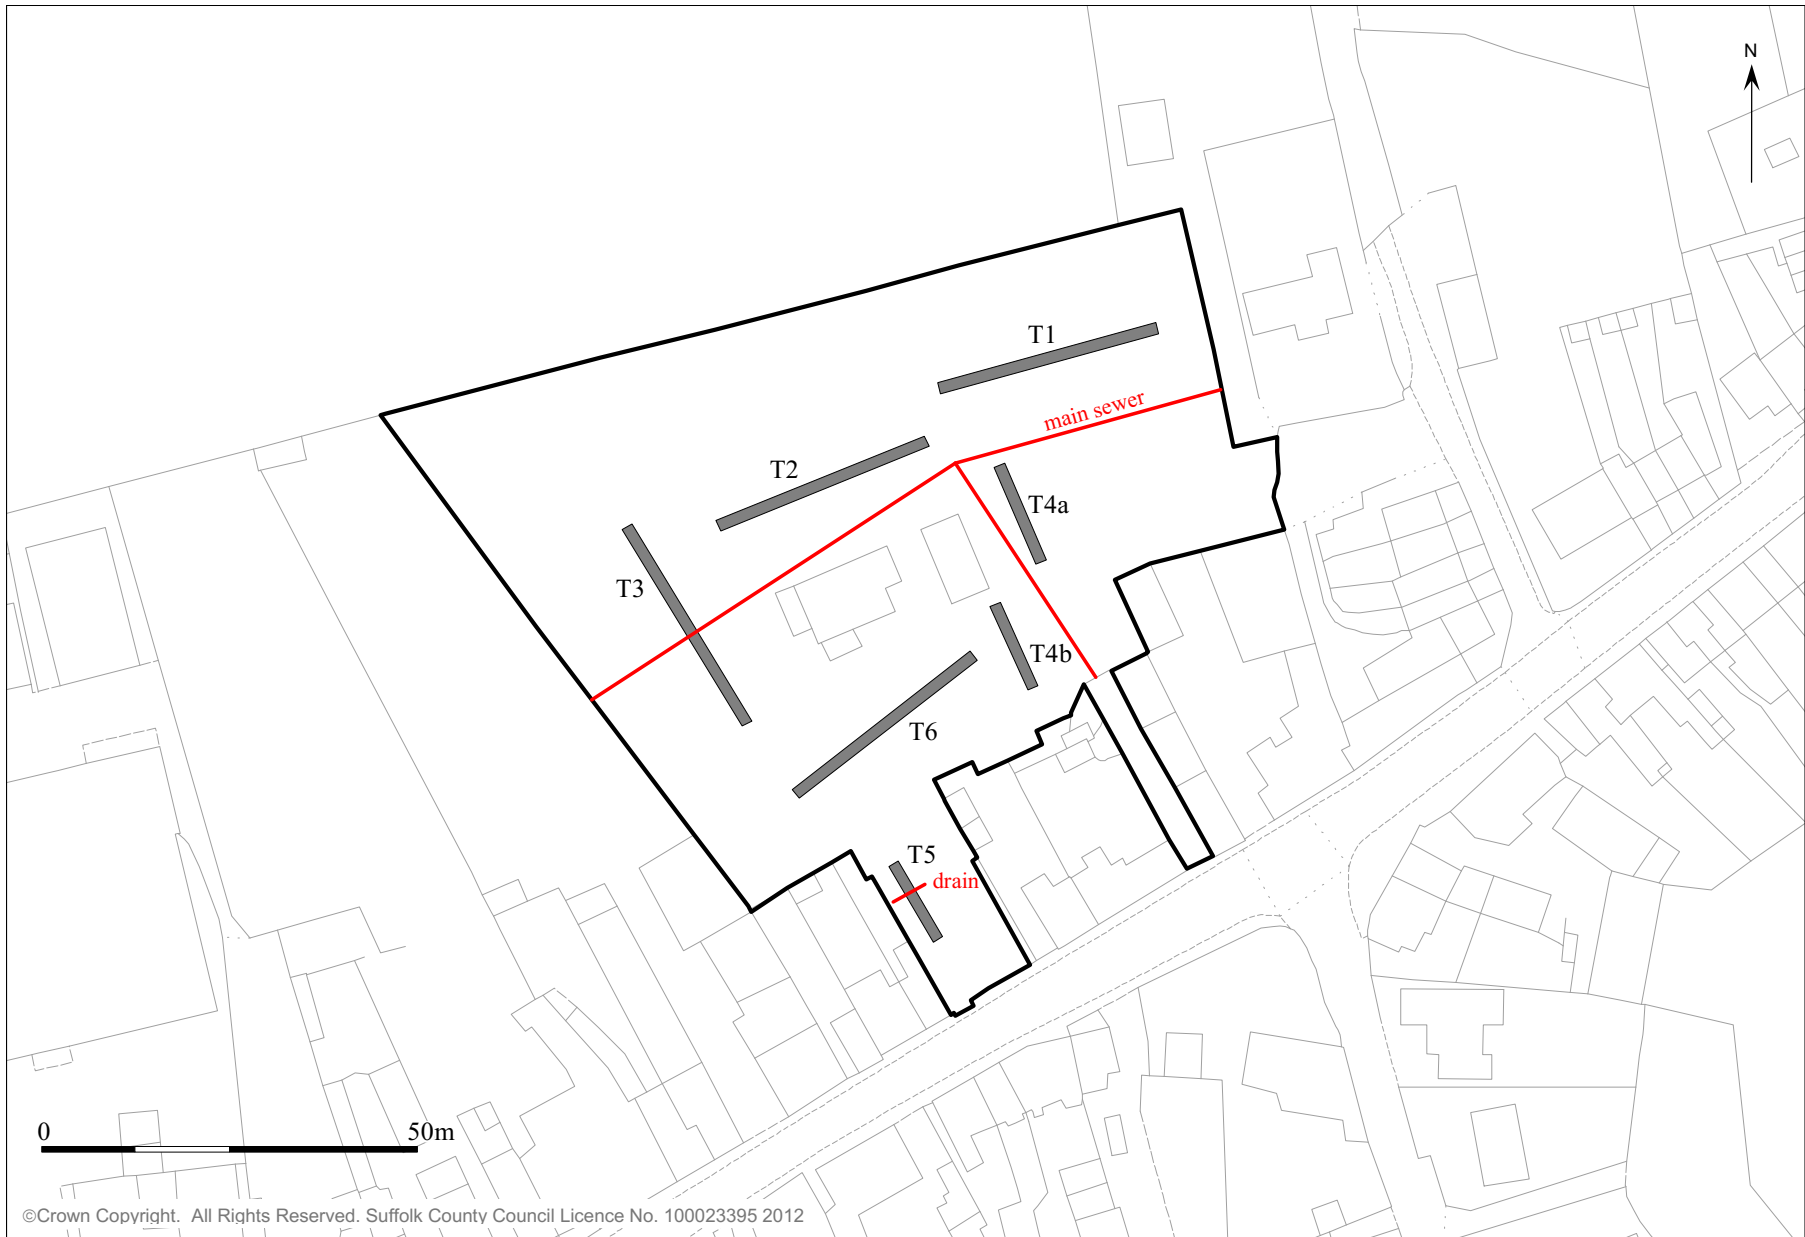 N
T1
main sewer
T2
T4a
T3
T4b
T6
T5
drain
0 50m
©Crown Copyright. All Rights Reserved. Suffolk County Council Licence No. 100023395 2012